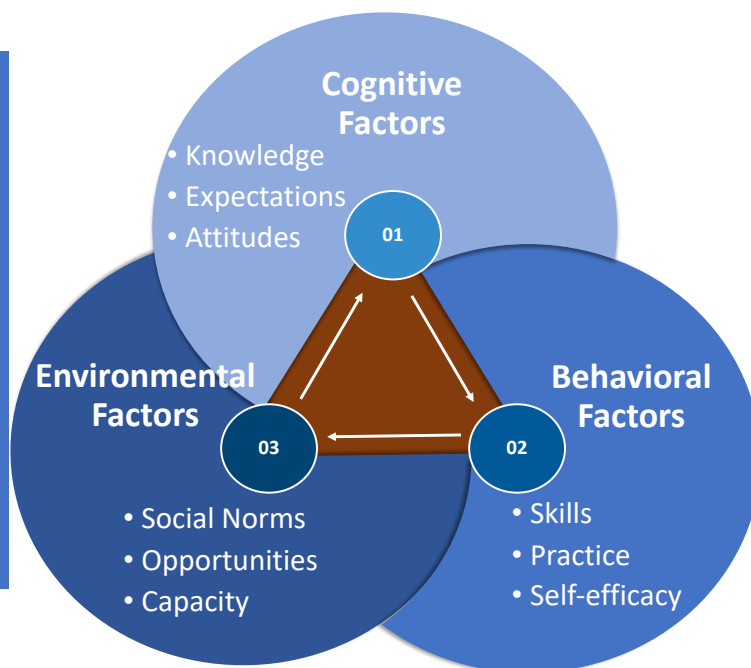 Cognitive
Factors
• Knowledge
• Expectations
• Attitudes
01
Environmental
Factors
03
• Social Norms
• Opportunities
• Capacity
Behavioral
Factors
02
• Skills
• Practice
• Self-efficacy